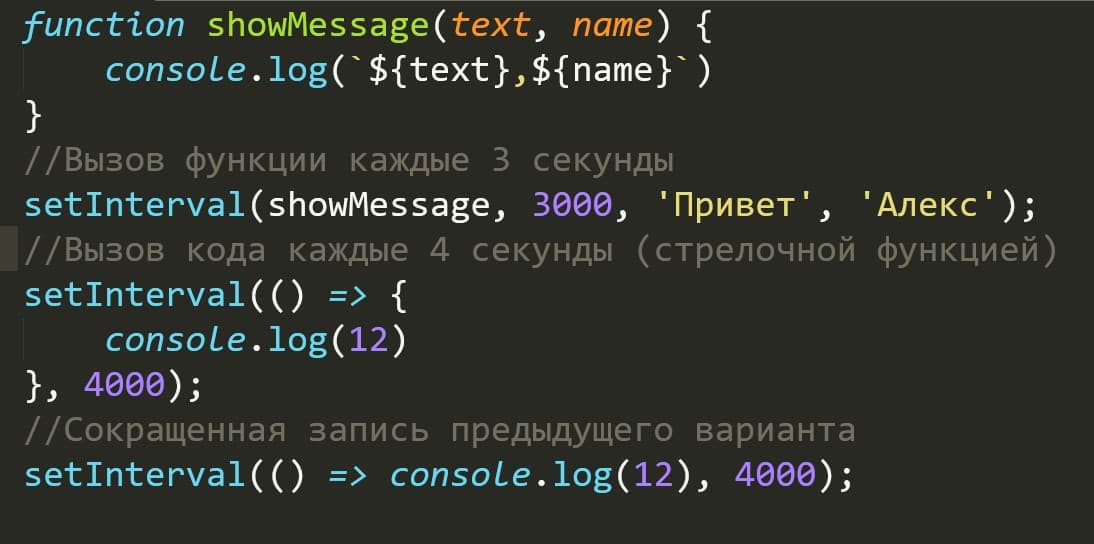 function showMessage(text, name) {
    console.log(`${text},${name}`)
}
//Вызов функции каждые 3 секунды
setInterval(showMessage, 3000, 'Привет', 'Алекс');
//Вызов кода каждые 4 секунды (стрелочной функцией)
setInterval(() => {
    console.log(12)
}, 4000);
//Сокращенная запись предыдущего варианта
setInterval(() => console.log(12), 4000);